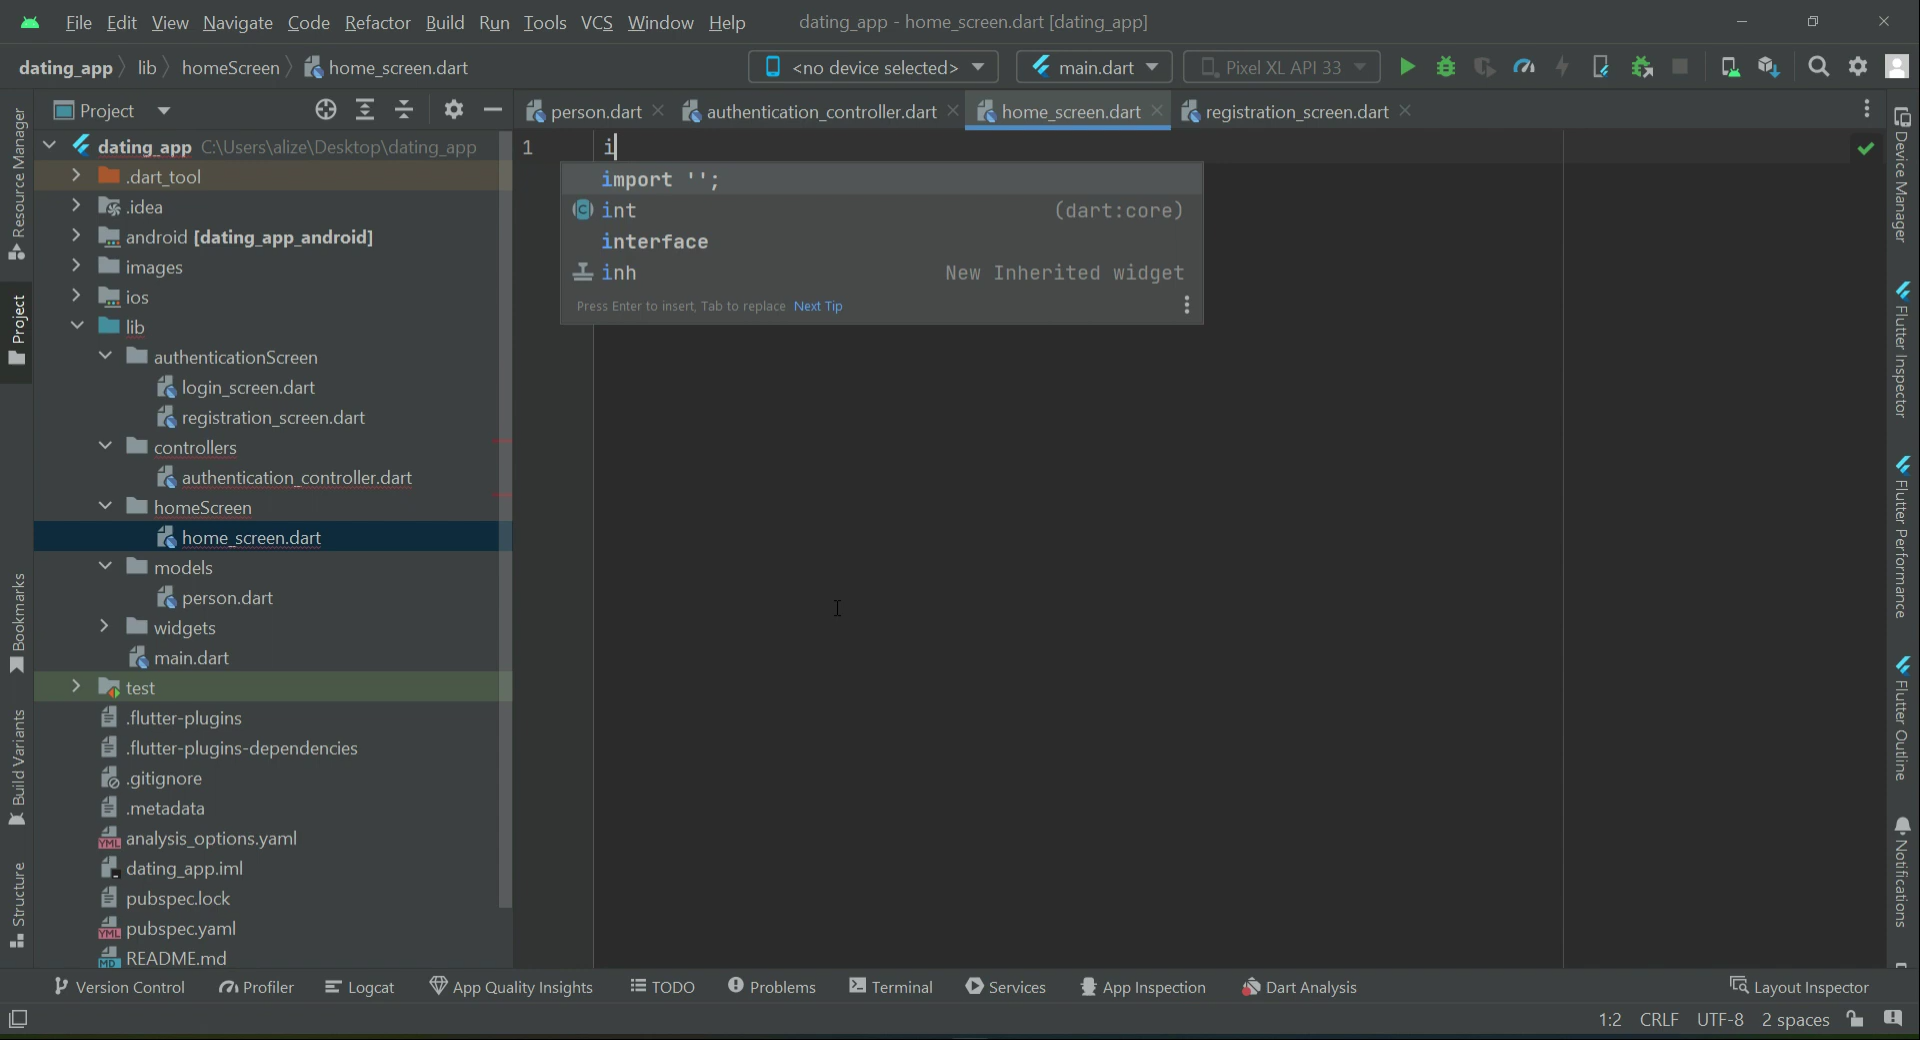 File Edit View Navigate Code Refactor Build Run Tools VCS Window Help dating_app - home_screen.dart [dating_app]
dating_app lib homeScreen home_screen.dart <no device selected> main.dart Pixel XL API 33
Project person.dart authentication_controller.dart home_screen.dart registration_screen.dart
Resource Manager
Project
Bookmarks
Build Variants
Structure
dating_app C:\Users\alize\Desktop\dating_app
.dart_tool
.idea
android [dating_app_android]
images
ios
lib
authenticationScreen
login_screen.dart
registration_screen.dart
controllers
authentication_controller.dart
homeScreen
home_screen.dart
models
person.dart
widgets
main.dart
test
.flutter-plugins
.flutter-plugins-dependencies
.gitignore
.metadata
YML analysis_options.yaml
dating_app.iml
pubspec.lock
YML pubspec.yaml
MD README.md
1 i
import '';
C int (dart:core)
interface
inh New Inherited widget
Press Enter to insert, Tab to replace Next Tip
Device Manager
Flutter Inspector
Flutter Performance
Flutter Outline
Notifications
Version Control Profiler Logcat App Quality Insights TODO Problems Terminal Services App Inspection Dart Analysis Layout Inspector
1:2 CRLF UTF-8 2 spaces